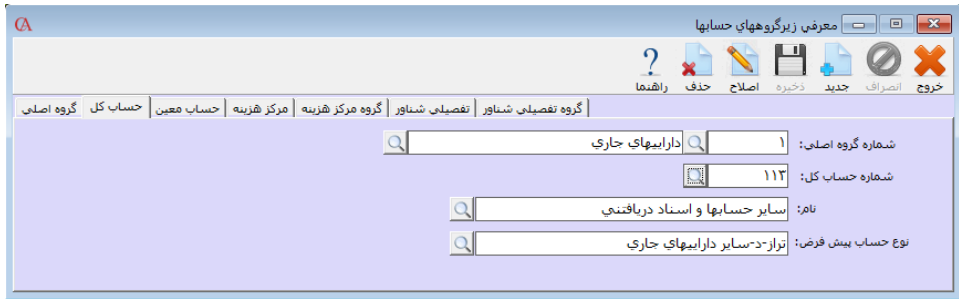 معرفي زيرگروههاي حسابها
خروج انصراف جديد ذخيره اصلاح حذف راهنما
گروه اصلي حساب كل حساب معين مركز هزينه گروه مركز هزينه تفصيلي شناور گروه تفصيلي شناور
شماره گروه اصلي: ۱ داراييهاي جاري
شماره حساب كل: ۱۱۳
نام: ساير حسابها و اسناد دريافتني
نوع حساب پيش فرض: تراز-د-ساير داراييهاي جاري